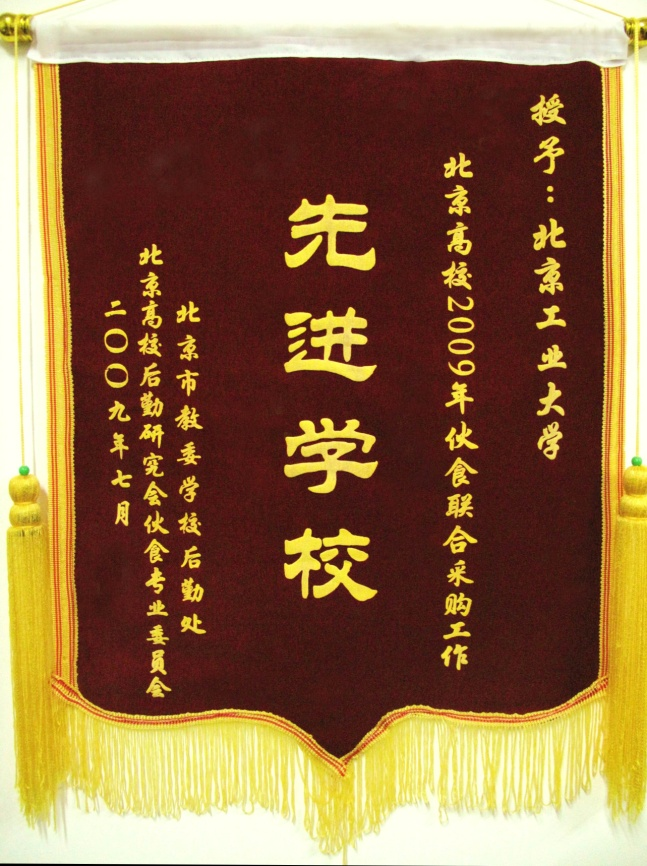 授予：北京工业大学
北京高校2009年伙食联合采购工作
先进学校
北京市教委学校后勤处
北京高校后勤研究会伙食专业委员会
二〇〇九年七月